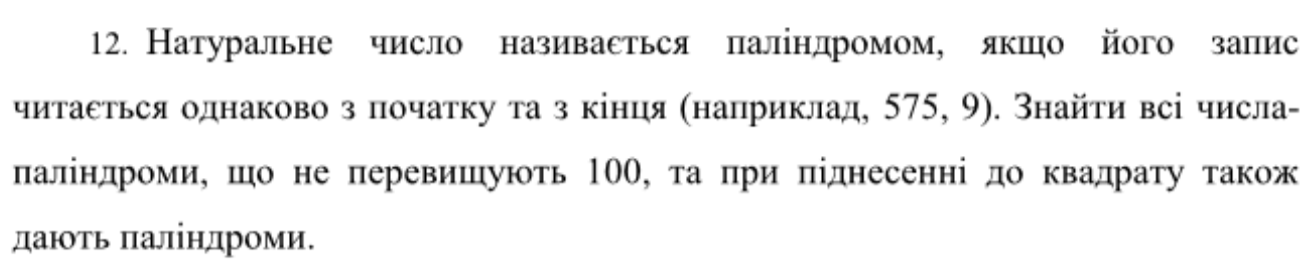 12. Натуральне число називається паліндромом, якщо його запис
читається однаково з початку та з кінця (наприклад, 575, 9). Знайти всі числа-
паліндроми, що не перевищують 100, та при піднесенні до квадрату також
дають паліндроми.